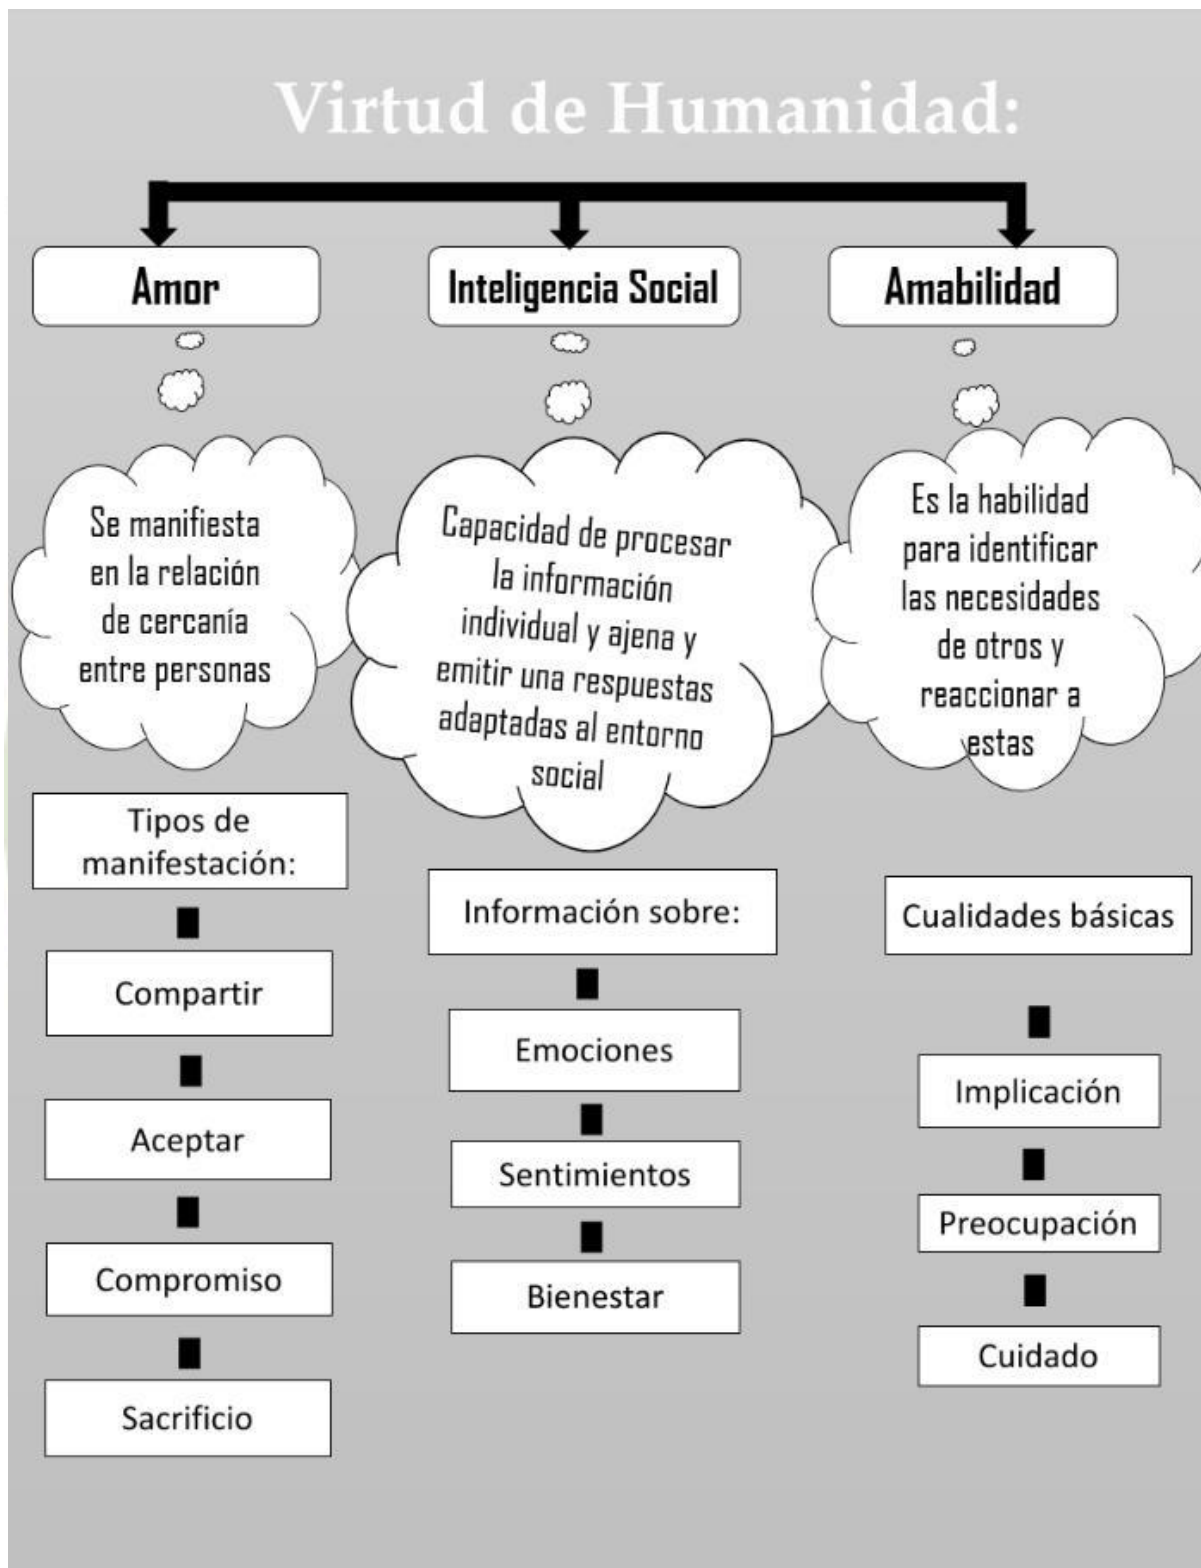 Virtud de Humanidad:
Amor
Se manifiesta
en la relación
de cercanía
entre personas
Tipos de
manifestación:
Compartir
Aceptar
Compromiso
Sacrificio
Inteligencia Social
Capacidad de procesar
la información
individual y ajena y
emitir una respuestas
adaptadas al entorno
social
Información sobre:
Emociones
Sentimientos
Bienestar
Amabilidad
Es la habilidad
para identificar
las necesidades
de otros y
reaccionar a
estas
Cualidades básicas
Implicación
Preocupación
Cuidado